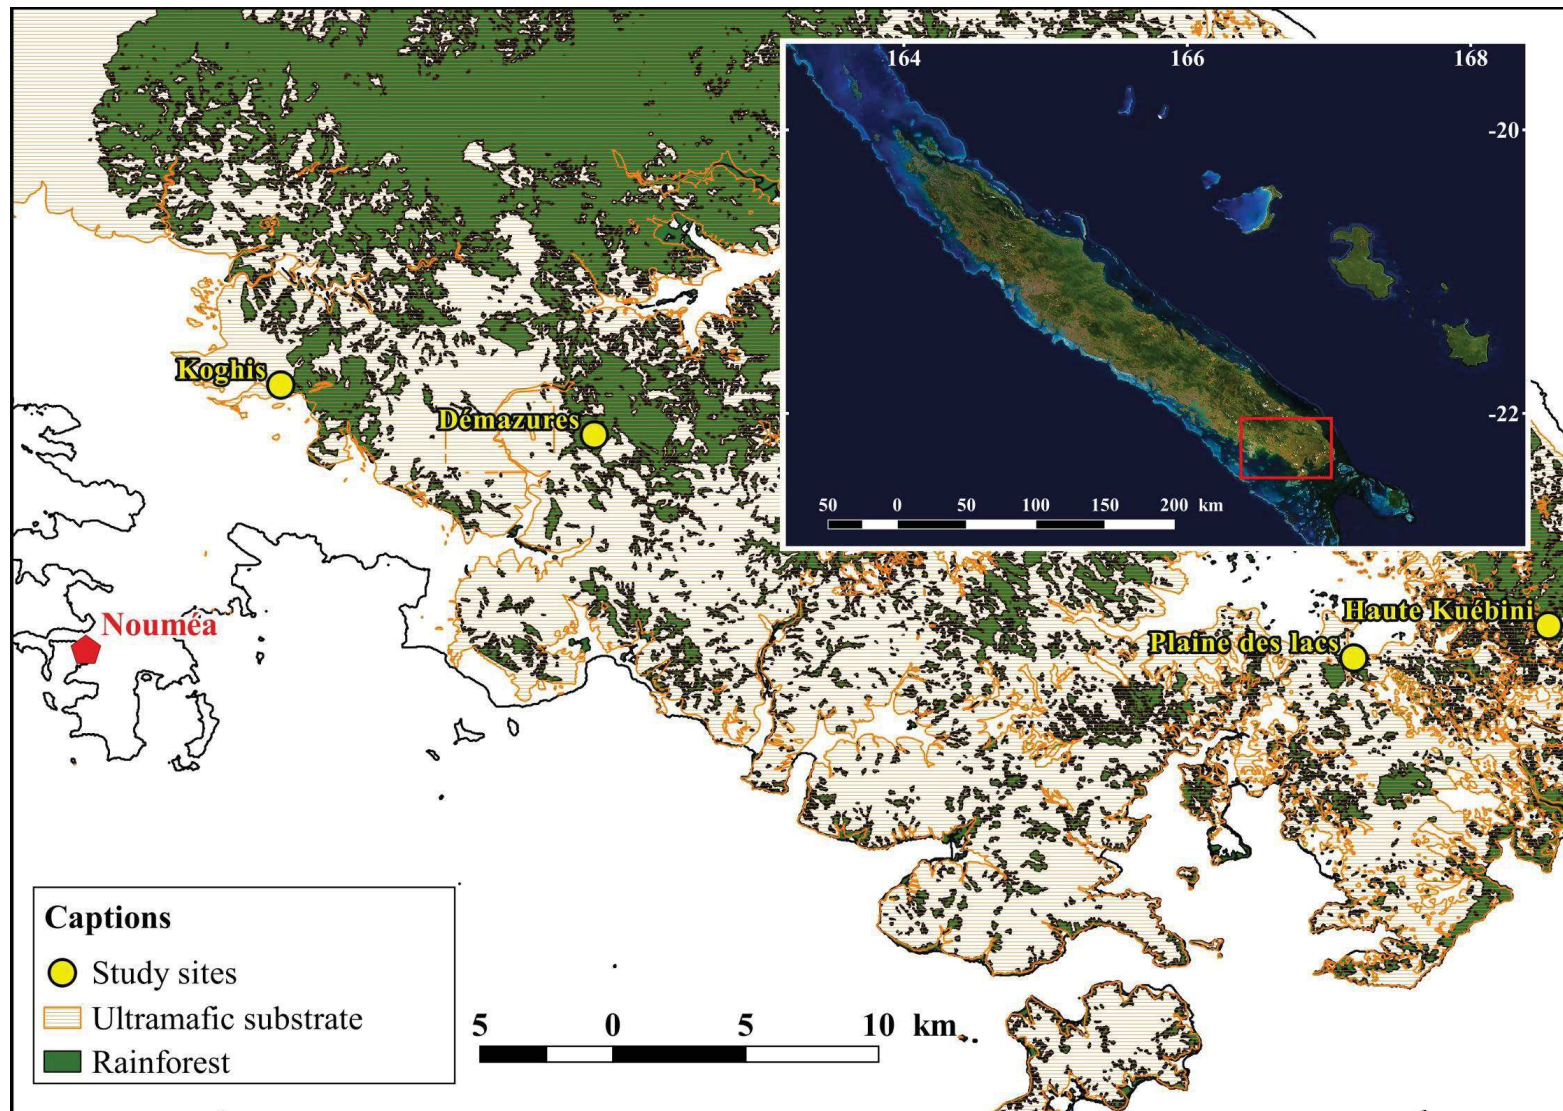 164 166 168
-20
-22
50 0 50 100 150 200 km
Koghis
Démazures
Nouméa
Haute Kuébini
Plaine des lacs
Captions
Study sites
Ultramafic substrate
Rainforest
5 0 5 10 km